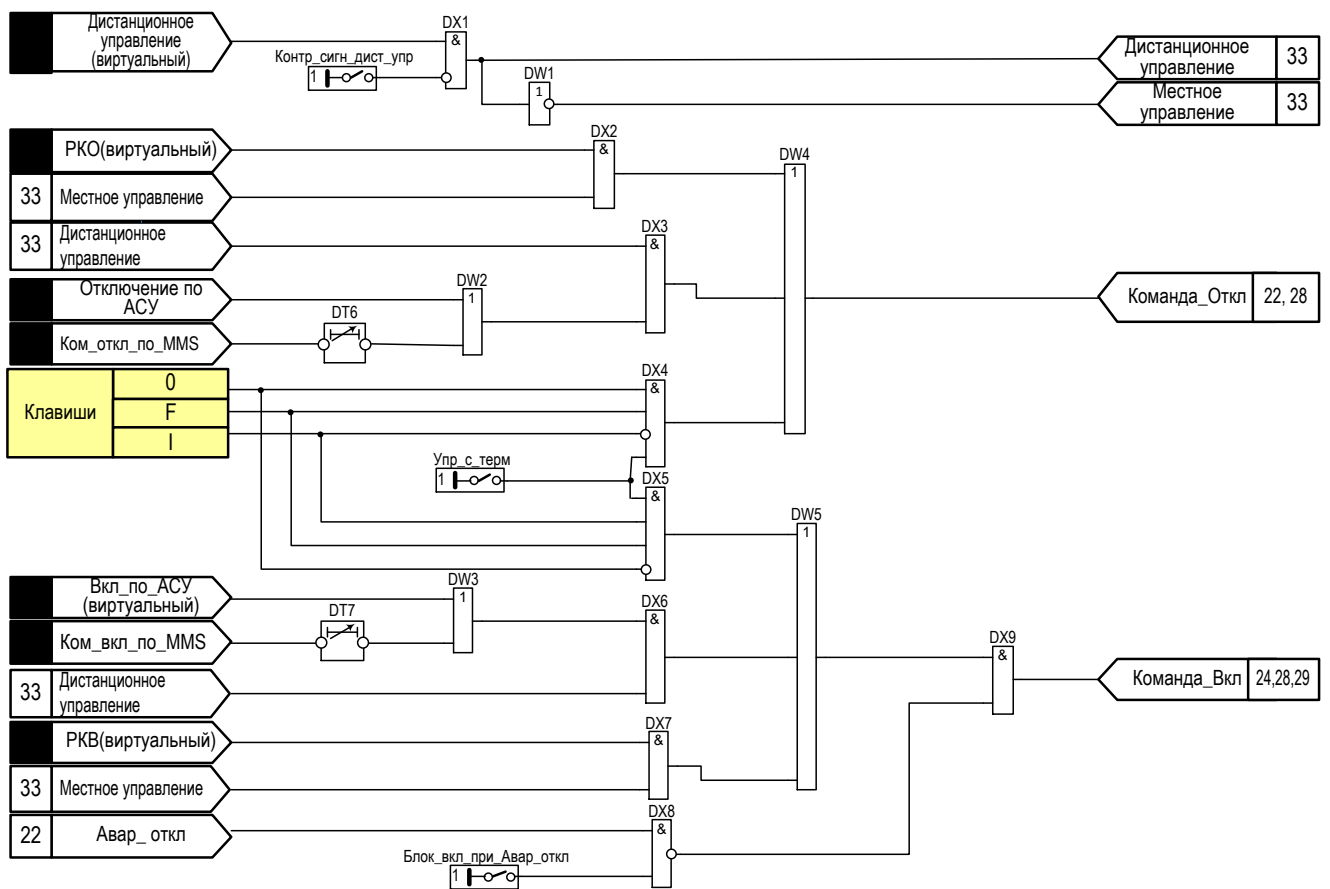 Дистанционное
управление
(виртуальный)
Контр_сигн_дист_упр
1
DX1
&
DW1
1
Дистанционное
управление
33
Местное
управление
33
РКО(виртуальный)
DX2
&
33
Местное управление
33
Дистанционное
управление
DX3
&
DW4
1
Отключение по
АСУ
DW2
1
Ком_откл_по_MMS
DT6
Команда_Откл
22, 28
Клавиши
0
F
I
DX4
&
Упр_с_терм
1
DX5
&
DW5
1
Вкл_по_АСУ
(виртуальный)
DW3
1
Ком_вкл_по_MMS
DT7
DX6
&
33
Дистанционное
управление
DX9
&
Команда_Вкл
24,28,29
РКВ(виртуальный)
DX7
&
33
Местное управление
22
Авар_ откл
DX8
&
Блок_вкл_при_Авар_откл
1